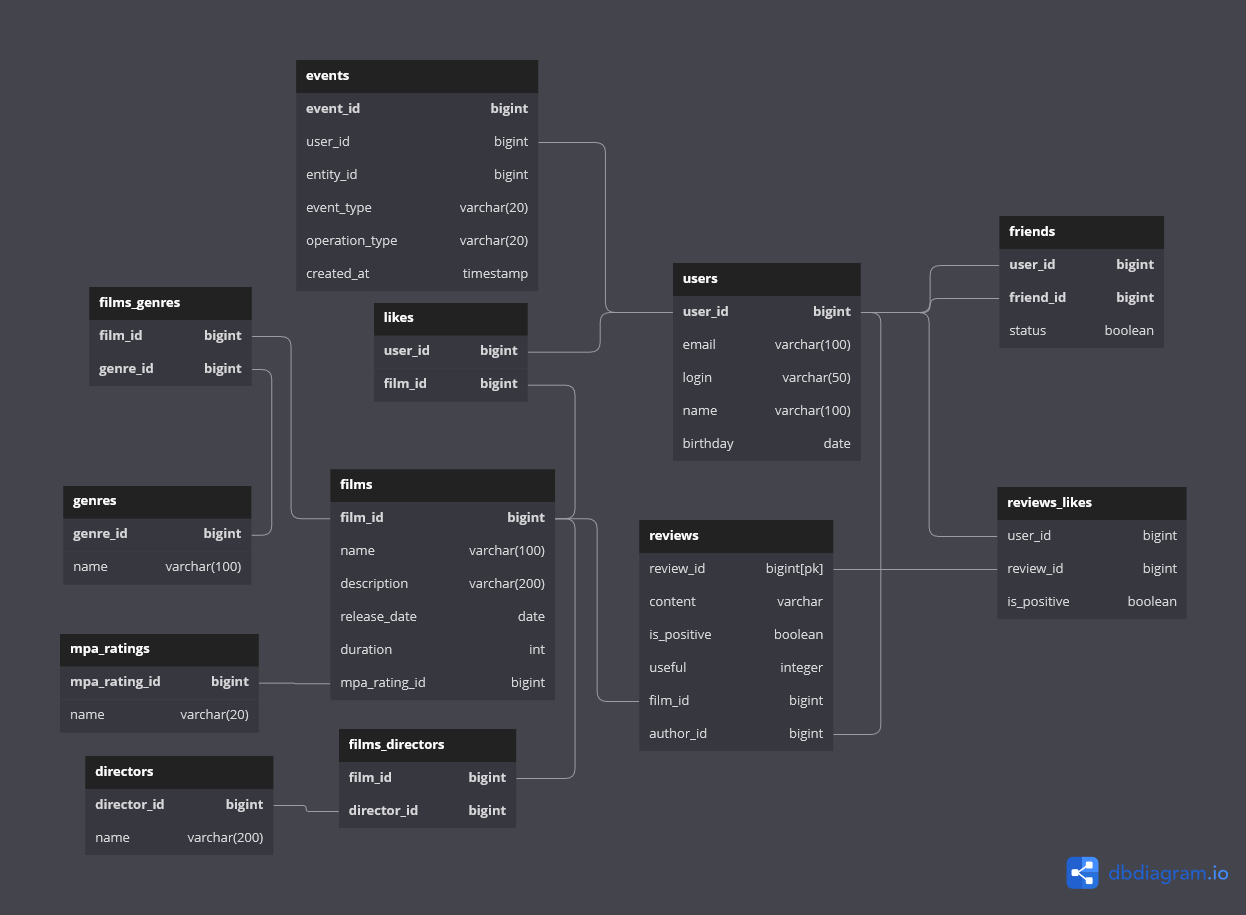 events
event_id bigint
user_id bigint
entity_id bigint
event_type varchar(20)
operation_type varchar(20)
created_at timestamp
films_genres
film_id bigint
genre_id bigint
likes
user_id bigint
film_id bigint
users
user_id bigint
email varchar(100)
login varchar(50)
name varchar(100)
birthday date
friends
user_id bigint
friend_id bigint
status boolean
genres
genre_id bigint
name varchar(100)
films
film_id bigint
name varchar(100)
description varchar(200)
release_date date
duration int
mpa_rating_id bigint
reviews
review_id bigint[pk]
content varchar
is_positive boolean
useful integer
film_id bigint
author_id bigint
reviews_likes
user_id bigint
review_id bigint
is_positive boolean
mpa_ratings
mpa_rating_id bigint
name varchar(20)
films_directors
film_id bigint
director_id bigint
directors
director_id bigint
name varchar(200)
dbdiagram.io